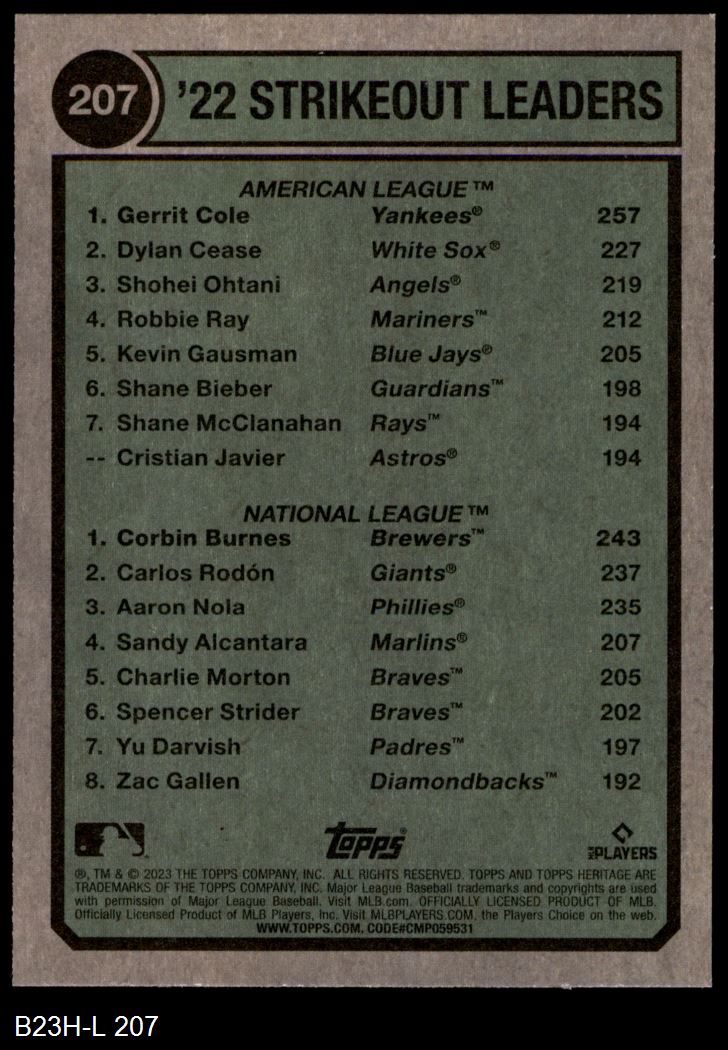 207 '22 STRIKEOUT LEADERS
AMERICAN LEAGUE™
1. Gerrit Cole Yankees® 257
2. Dylan Cease White Sox® 227
3. Shohei Ohtani Angels® 219
4. Robbie Ray Mariners™ 212
5. Kevin Gausman Blue Jays® 205
6. Shane Bieber Guardians™ 198
7. Shane McClanahan Rays™ 194
-- Cristian Javier Astros® 194
NATIONAL LEAGUE™
1. Corbin Burnes Brewers™ 243
2. Carlos Rodón Giants® 237
3. Aaron Nola Phillies® 235
4. Sandy Alcantara Marlins® 207
5. Charlie Morton Braves™ 205
6. Spencer Strider Braves™ 202
7. Yu Darvish Padres™ 197
8. Zac Gallen Diamondbacks™ 192
topps® MLB PLAYERS
®, TM & © 2023 THE TOPPS COMPANY, INC. ALL RIGHTS RESERVED. TOPPS AND TOPPS HERITAGE ARE
TRADEMARKS OF THE TOPPS COMPANY, INC. Major League Baseball trademarks and copyrights are used
with permission of Major League Baseball. Visit MLB.com. OFFICIALLY LICENSED PRODUCT OF MLB.
Officially Licensed Product of MLB Players, Inc. Visit MLBPLAYERS.COM, the Players Choice on the web.
WWW.TOPPS.COM. CODE#CMP059531
B23H-L 207